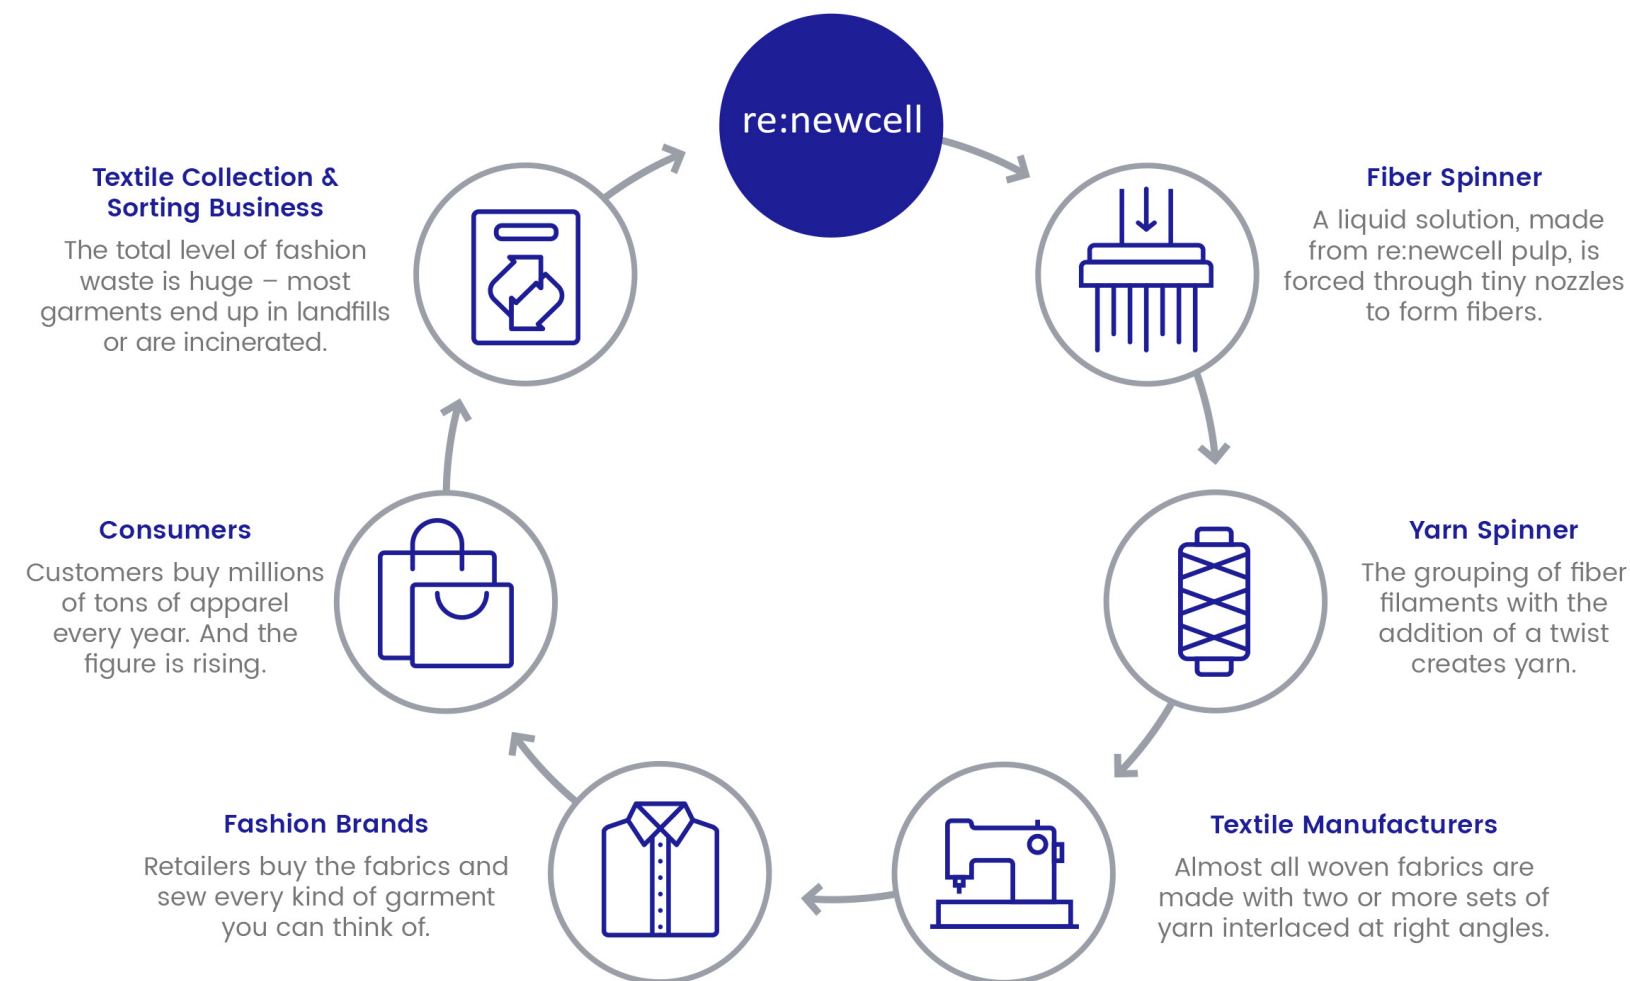 re:newcell
Fiber Spinner
A liquid solution, made
from re:newcell pulp, is
forced through tiny nozzles
to form fibers.
Yarn Spinner
The grouping of fiber
filaments with the
addition of a twist
creates yarn.
Textile Manufacturers
Almost all woven fabrics are
made with two or more sets of
yarn interlaced at right angles.
Fashion Brands
Retailers buy the fabrics and
sew every kind of garment
you can think of.
Consumers
Customers buy millions
of tons of apparel
every year. And the
figure is rising.
Textile Collection &
Sorting Business
The total level of fashion
waste is huge – most
garments end up in landfills
or are incinerated.